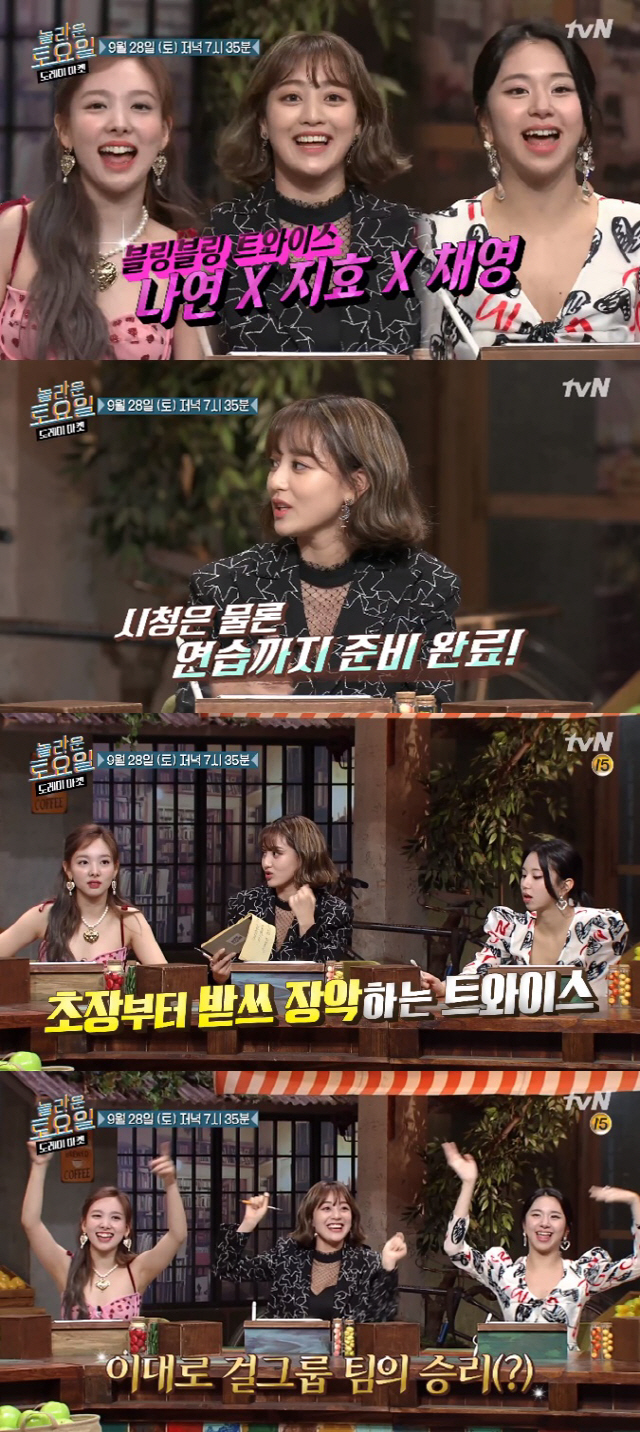 놀라운
토요일
도레미 마켓
9월 28일 (토) 저녁 7시 35분
tvN
블링블링 트와이스
나연 X 지효 X 채영
놀라운
토요일
도레미 마켓
9월 28일 (토) 저녁 7시 35분
tvN
시청은 물론
연습까지 준비 완료!
놀라운
토요일
도레미 마켓
9월 28일 (토) 저녁 7시 35분
tvN
15
COFFEE
초장부터 받쓰 장악하는 트와이스
놀라운
토요일
도레미 마켓
9월 28일 (토) 저녁 7시 35분
tvN
15
COFFEE
이대로 걸그룹 팀의 승리(?)